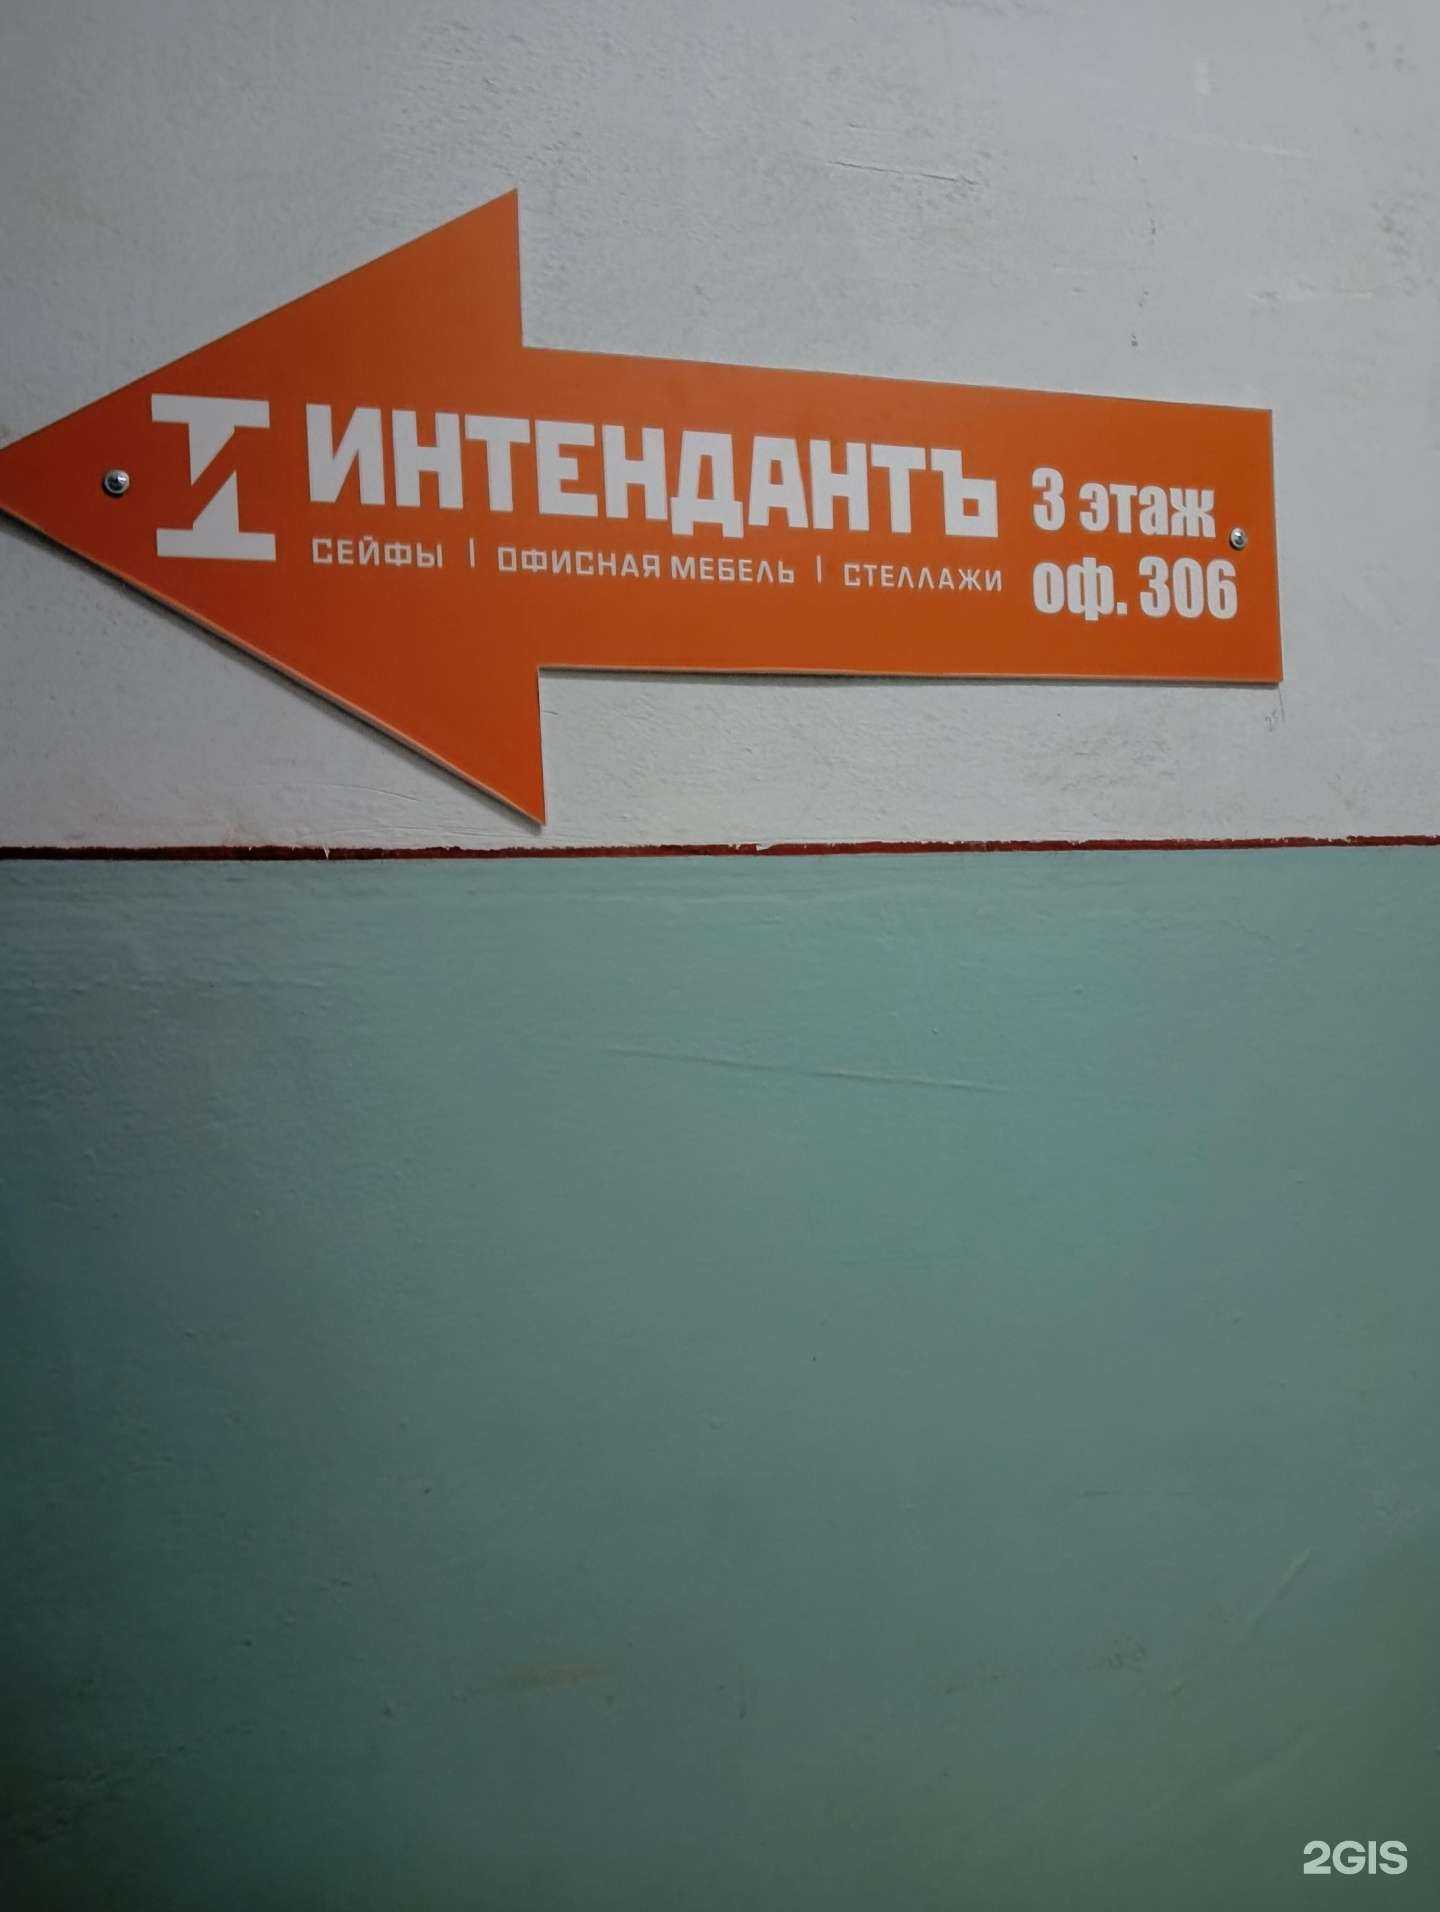 ИНТЕНДАНТЪ
СЕЙФЫ | ОФИСНАЯ МЕБЕЛЬ | СТЕЛЛАЖИ
3 этаж
оф. 306
2GIS